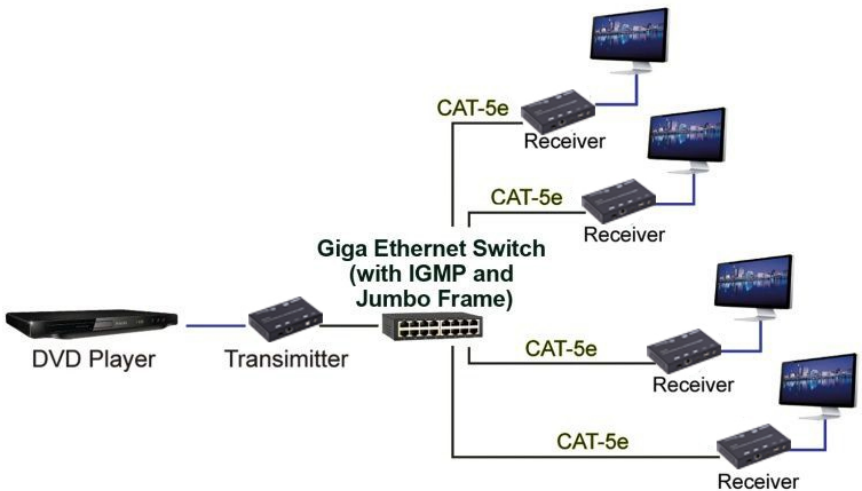 CAT-5e
Receiver
CAT-5e
Receiver
Giga Ethernet Switch
(with IGMP and
Jumbo Frame)
DVD Player
Transimitter
CAT-5e
Receiver
CAT-5e
Receiver